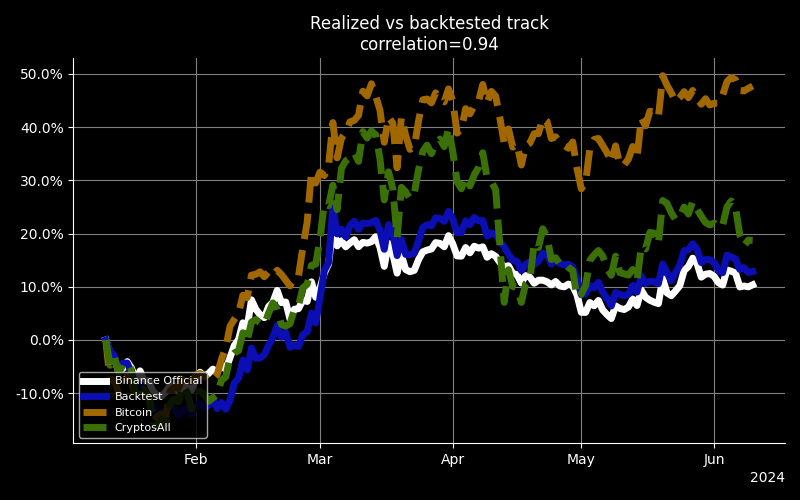 Realized vs backtested track
correlation=0.94
50.0%
40.0%
30.0%
20.0%
10.0%
0.0%
-10.0%
Binance Official
Backtest
Bitcoin
CryptosAll
Feb
Mar
Apr
May
Jun
2024